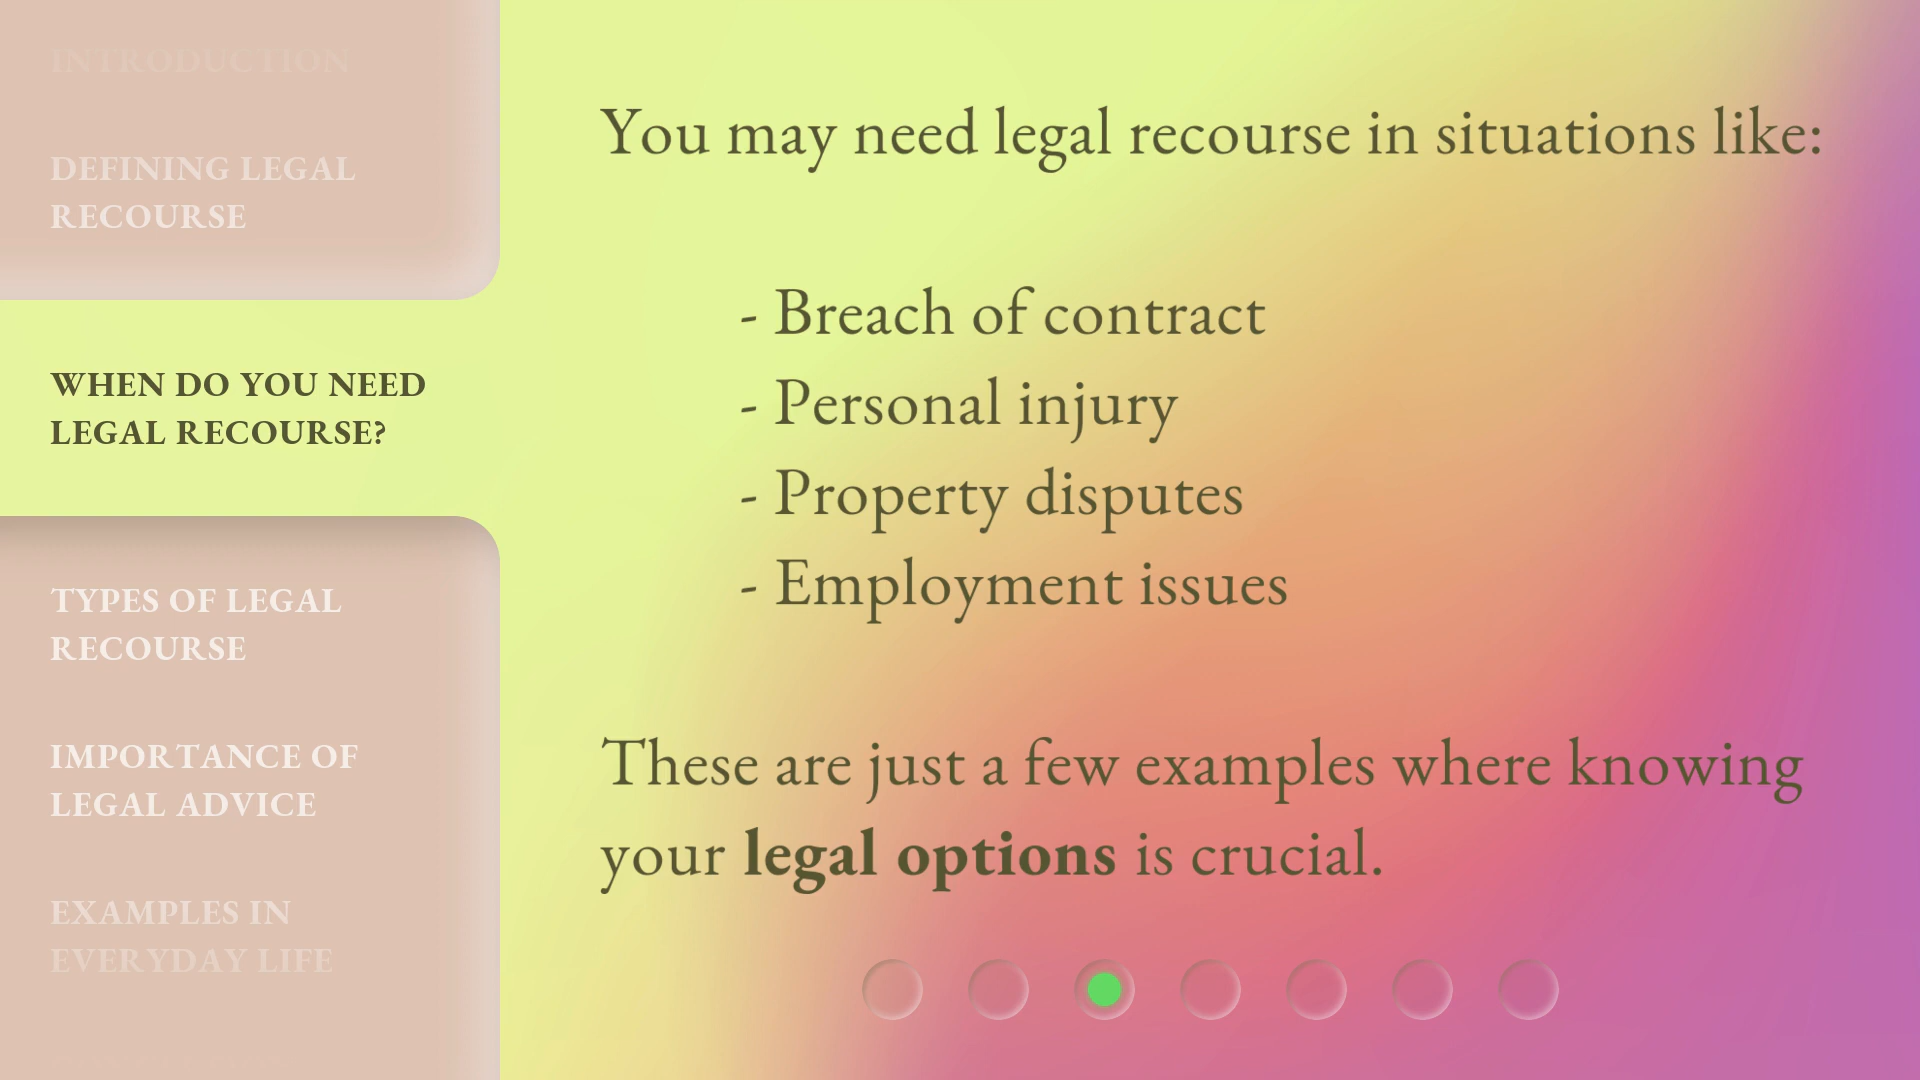 INTRODUCTION
DEFINING LEGAL
RECOURSE
WHEN DO YOU NEED
LEGAL RECOURSE?
TYPES OF LEGAL
RECOURSE
IMPORTANCE OF
LEGAL ADVICE
EXAMPLES IN
EVERYDAY LIFE
You may need legal recourse in situations like:
- Breach of contract
- Personal injury
- Property disputes
- Employment issues
These are just a few examples where knowing
your legal options is crucial.